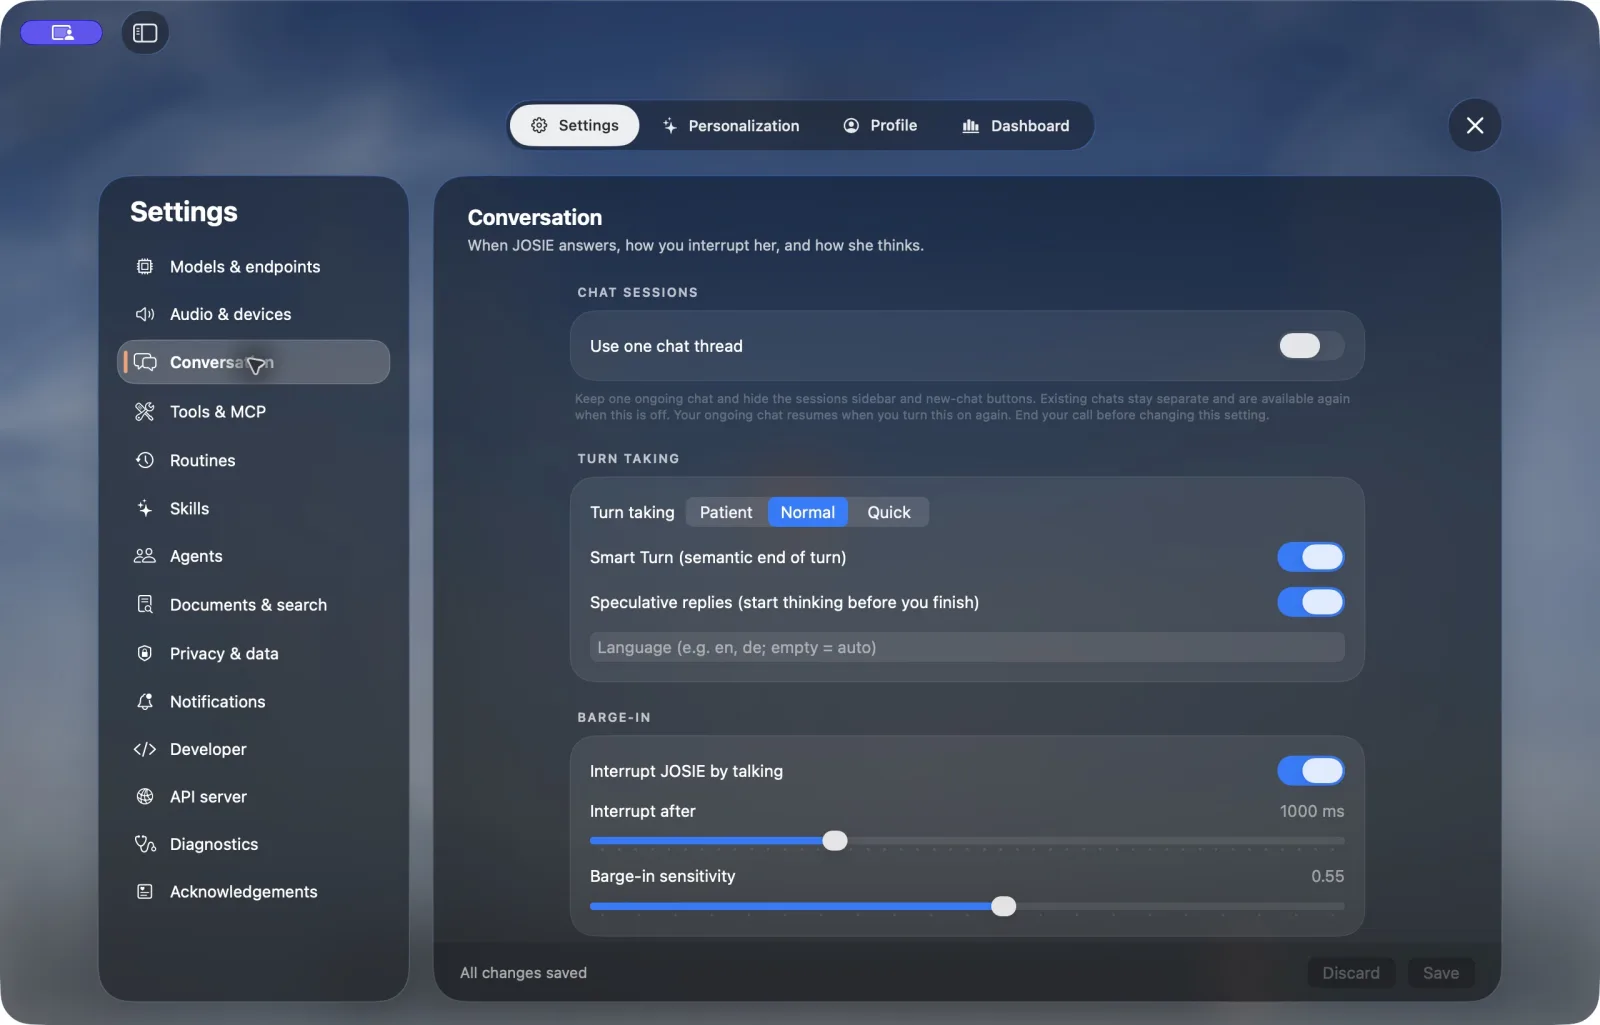 Settings
Personalization
Profile
Dashboard
Settings
Models & endpoints
Audio & devices
Conversation
Tools & MCP
Routines
Skills
Agents
Documents & search
Privacy & data
Notifications
Developer
API server
Diagnostics
Acknowledgements
Conversation
When JOSIE answers, how you interrupt her, and how she thinks.
CHAT SESSIONS
Use one chat thread
Keep one ongoing chat and hide the sessions sidebar and new-chat buttons. Existing chats stay separate and are available again
when this is off. Your ongoing chat resumes when you turn this on again. End your call before changing this setting.
TURN TAKING
Turn taking Patient Normal Quick
Smart Turn (semantic end of turn)
Speculative replies (start thinking before you finish)
Language (e.g. en, de; empty = auto)
BARGE-IN
Interrupt JOSIE by talking
Interrupt after 1000 ms
Barge-in sensitivity 0.55
All changes saved
Discard
Save